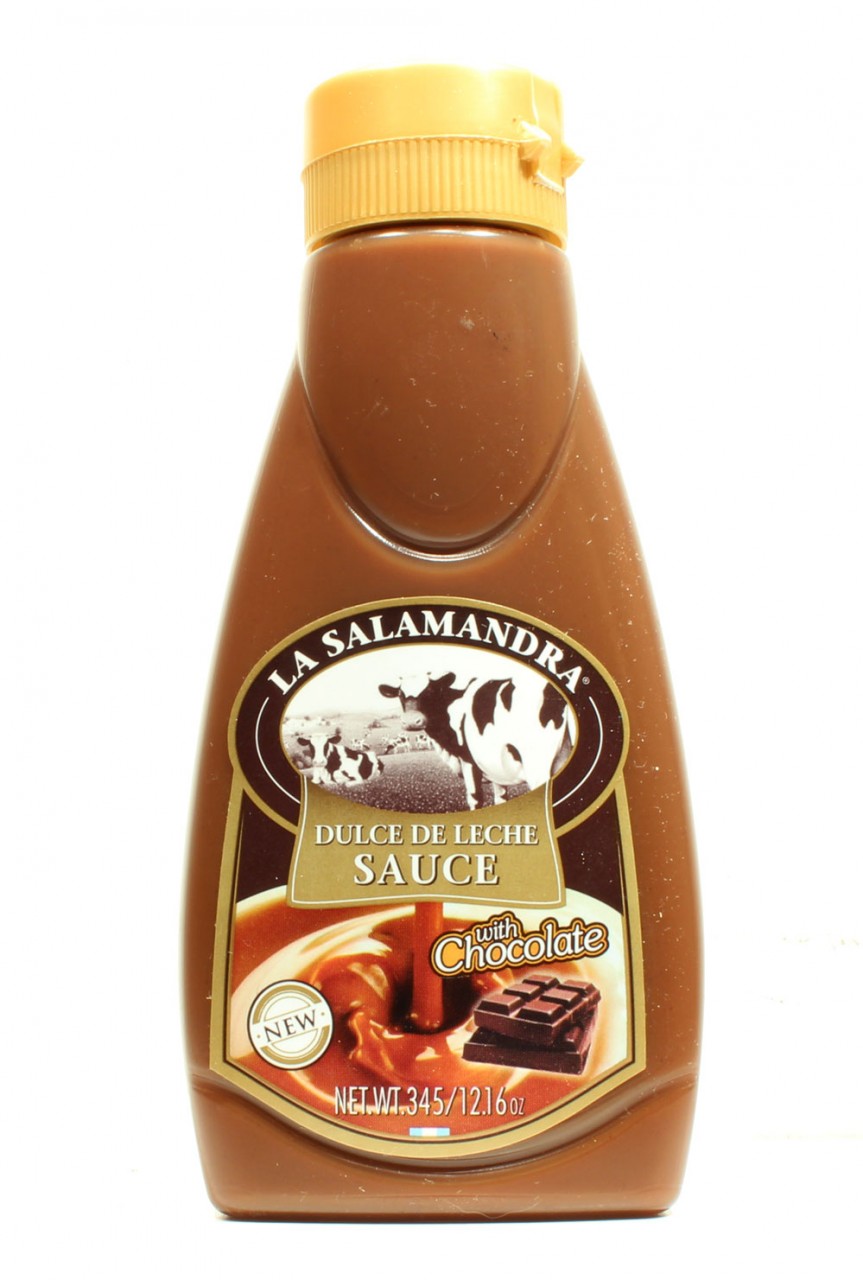 LA SALAMANDRA®
DULCE DE LECHE
SAUCE
with
Chocolate
NEW
NET.WT.345/12.16 oz